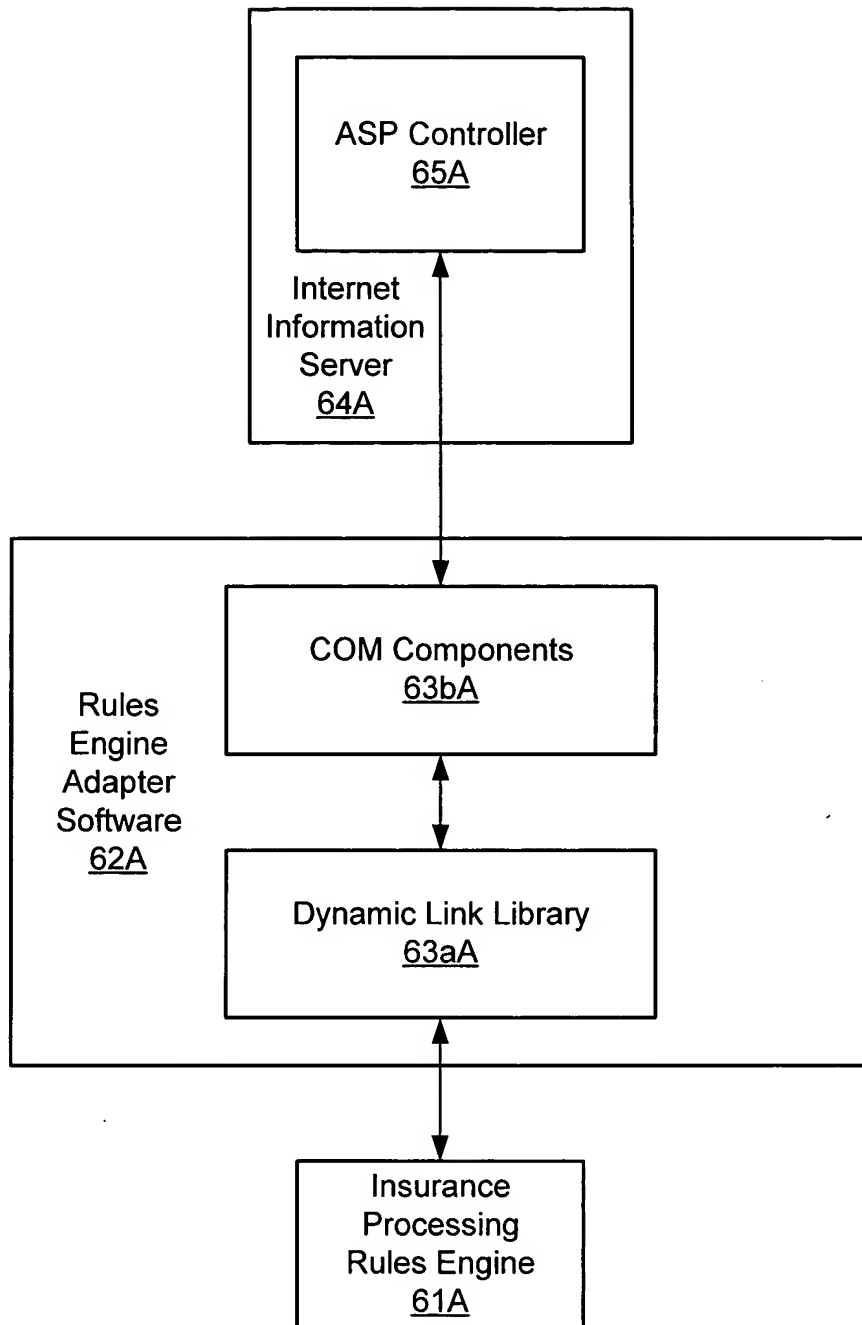 ASP Controller
65A
Internet
Information
Server
64A
COM Components
63bA
Rules
Engine
Adapter
Software
62A
Dynamic Link Library
63aA
Insurance
Processing
Rules Engine
61A